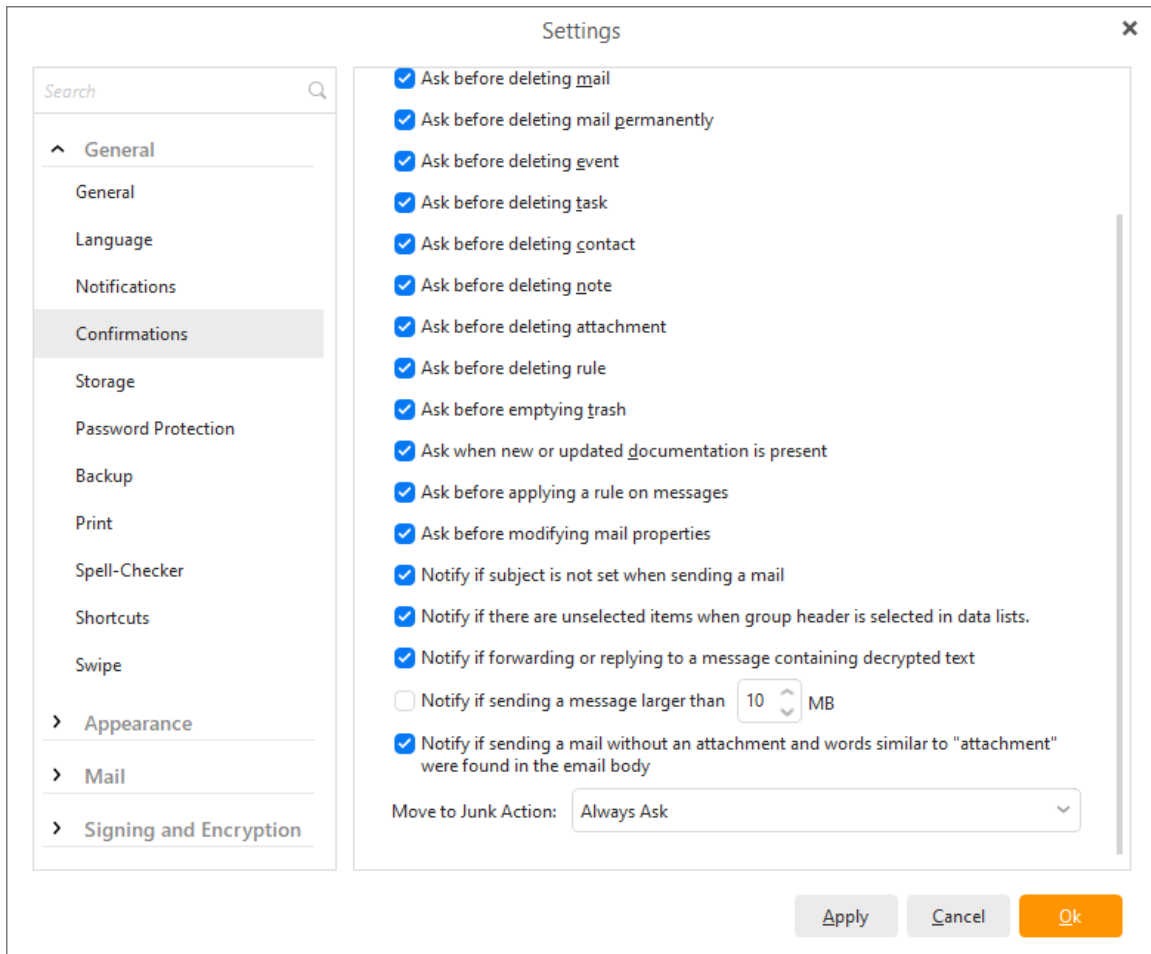 Settings
Search
General
General
Language
Notifications
Confirmations
Storage
Password Protection
Backup
Print
Spell-Checker
Shortcuts
Swipe
Appearance
Mail
Signing and Encryption
Ask before deleting mail
Ask before deleting mail permanently
Ask before deleting event
Ask before deleting task
Ask before deleting contact
Ask before deleting note
Ask before deleting attachment
Ask before deleting rule
Ask before emptying trash
Ask when new or updated documentation is present
Ask before applying a rule on messages
Ask before modifying mail properties
Notify if subject is not set when sending a mail
Notify if there are unselected items when group header is selected in data lists.
Notify if forwarding or replying to a message containing decrypted text
Notify if sending a message larger than 10 MB
Notify if sending a mail without an attachment and words similar to "attachment"
were found in the email body
Move to Junk Action: Always Ask
Apply Cancel Ok